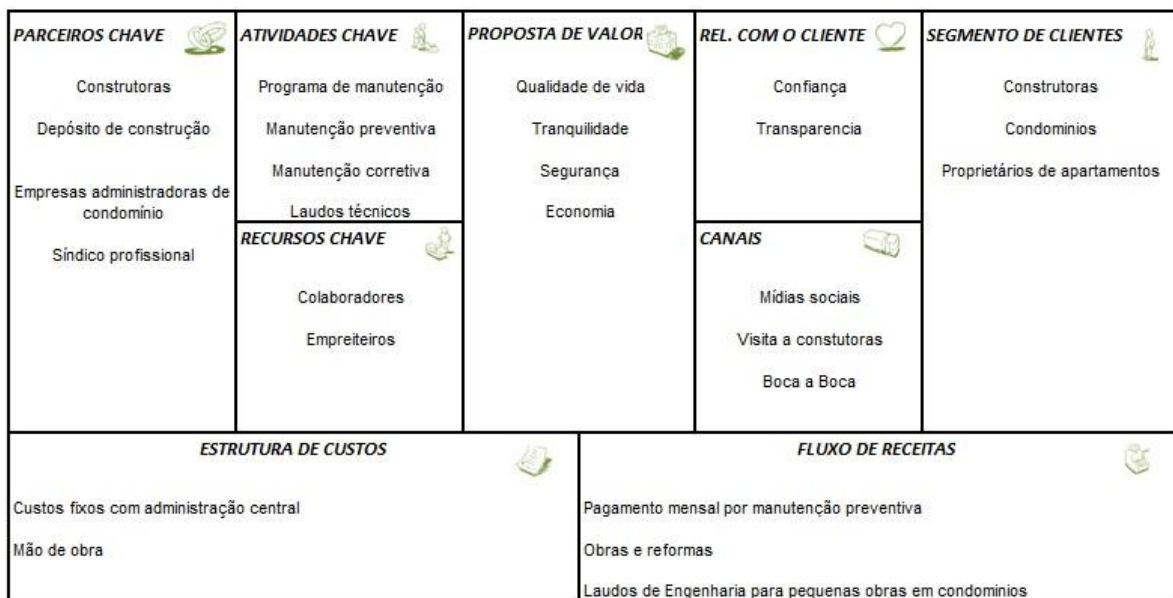 PARCEIROS CHAVE
Construtoras
Depósito de construção
Empresas administradoras de
condomínio
Síndico profissional
ATIVIDADES CHAVE
Programa de manutenção
Manutenção preventiva
Manutenção corretiva
Laudos técnicos
RECURSOS CHAVE
Colaboradores
Empreiteiros
PROPOSTA DE VALOR
Qualidade de vida
Tranquilidade
Segurança
Economia
REL. COM O CLIENTE
Confiança
Transparencia
CANAIS
Mídias sociais
Visita a constutoras
Boca a Boca
SEGMENTO DE CLIENTES
Construtoras
Condominios
Proprietários de apartamentos
ESTRUTURA DE CUSTOS
Custos fixos com administração central
Mão de obra
FLUXO DE RECEITAS
Pagamento mensal por manutenção preventiva
Obras e reformas
Laudos de Engenharia para pequenas obras em condominios